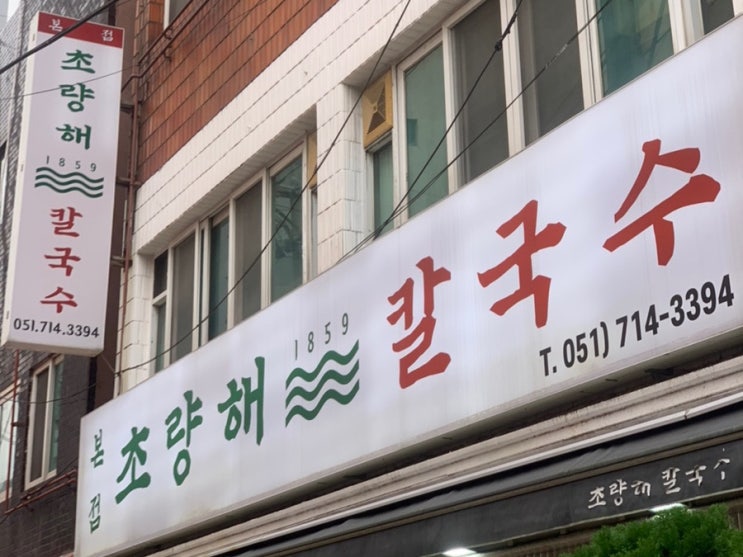 본점
초량해
1859
칼국수
051.714.3394
본점
초량해
1859
칼국수
T. 051) 714-3394
초량해 칼국수